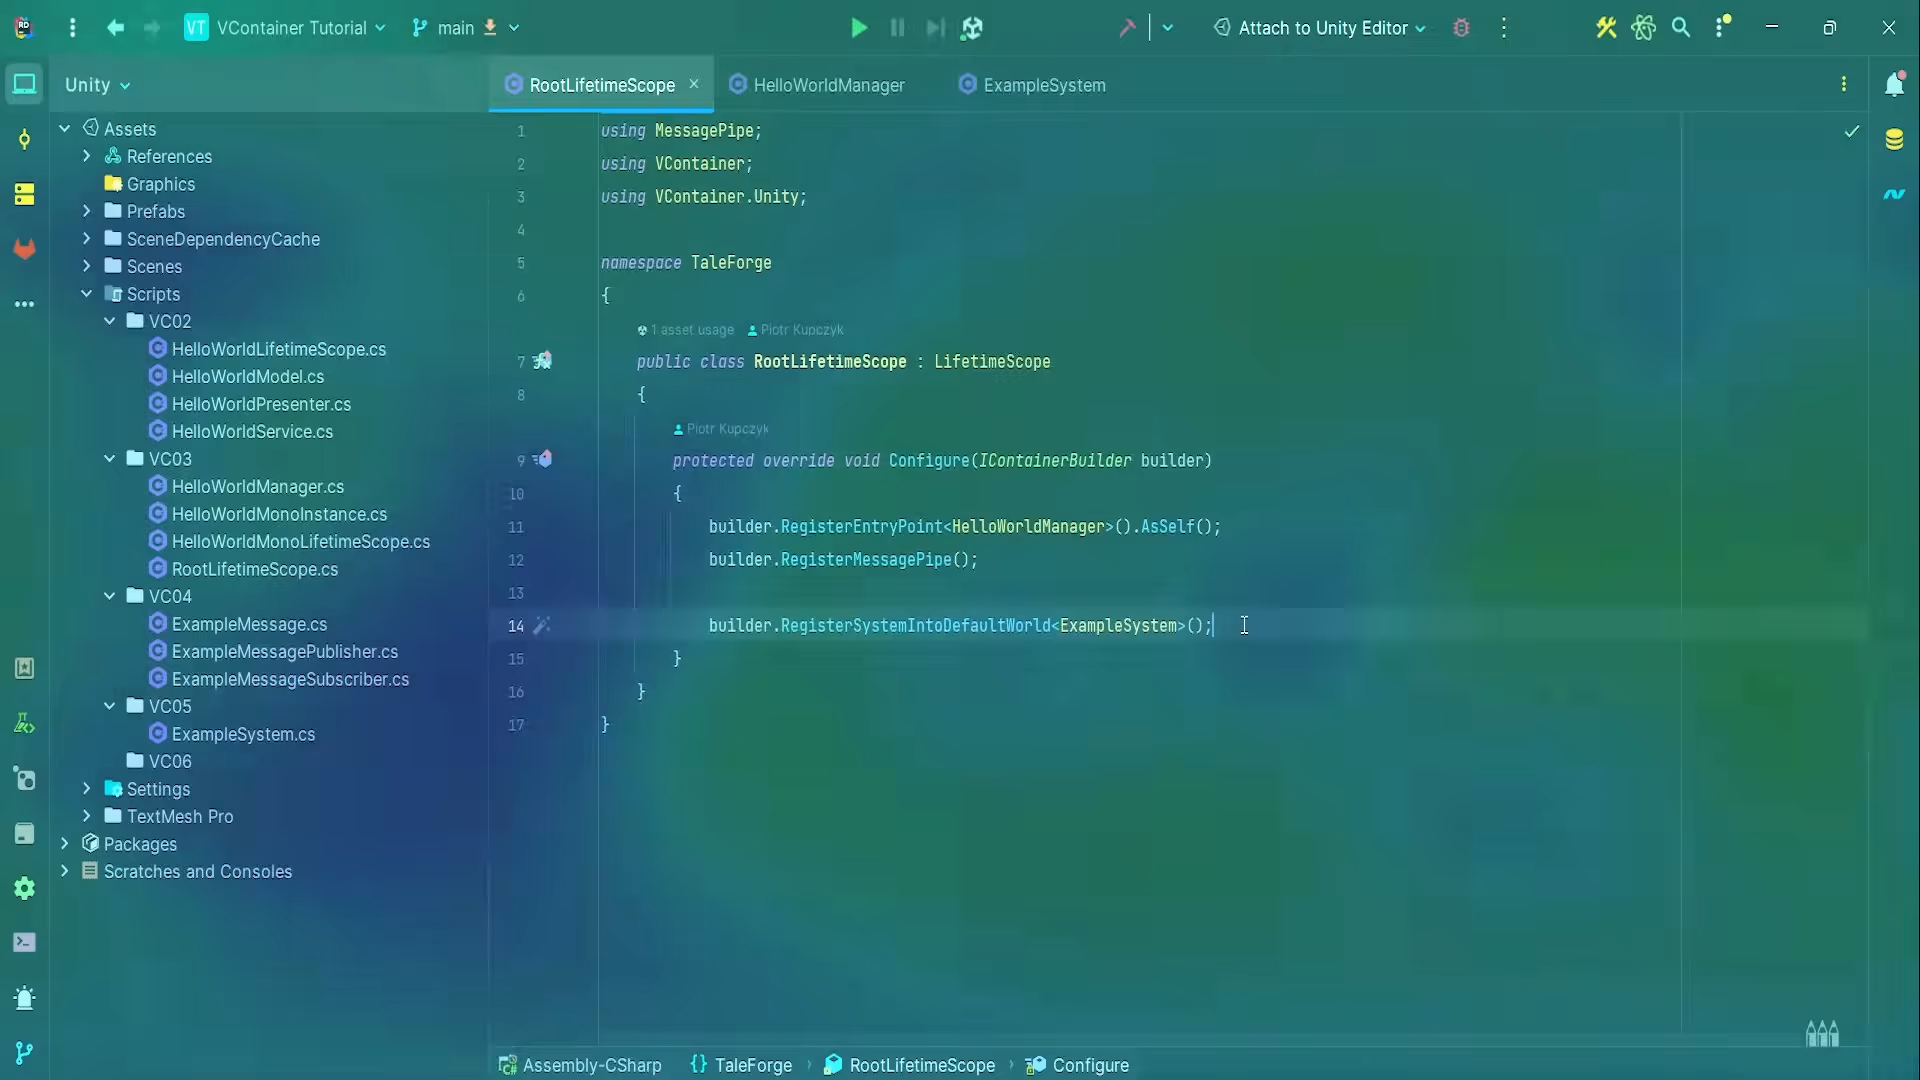 VT VContainer Tutorial main Attach to Unity Editor
Unity RootLifetimeScope HelloWorldManager ExampleSystem
Assets
References
Graphics
Prefabs
SceneDependencyCache
Scenes
Scripts
VC02
HelloWorldLifetimeScope.cs
HelloWorldModel.cs
HelloWorldPresenter.cs
HelloWorldService.cs
VC03
HelloWorldManager.cs
HelloWorldMonoInstance.cs
HelloWorldMonoLifetimeScope.cs
RootLifetimeScope.cs
VC04
ExampleMessage.cs
ExampleMessagePublisher.cs
ExampleMessageSubscriber.cs
VC05
ExampleSystem.cs
VC06
Settings
TextMesh Pro
Packages
Scratches and Consoles
1 using MessagePipe;
2 using VContainer;
3 using VContainer.Unity;
4
5 namespace TaleForge
6 {
1 asset usage Piotr Kupczyk
7 public class RootLifetimeScope : LifetimeScope
8 {
Piotr Kupczyk
9 protected override void Configure(IContainerBuilder builder)
10 {
11 builder.RegisterEntryPoint<HelloWorldManager>().AsSelf();
12 builder.RegisterMessagePipe();
13
14 builder.RegisterSystemIntoDefaultWorld<ExampleSystem>();
15 }
16 }
17 }
Assembly-CSharp TaleForge RootLifetimeScope Configure